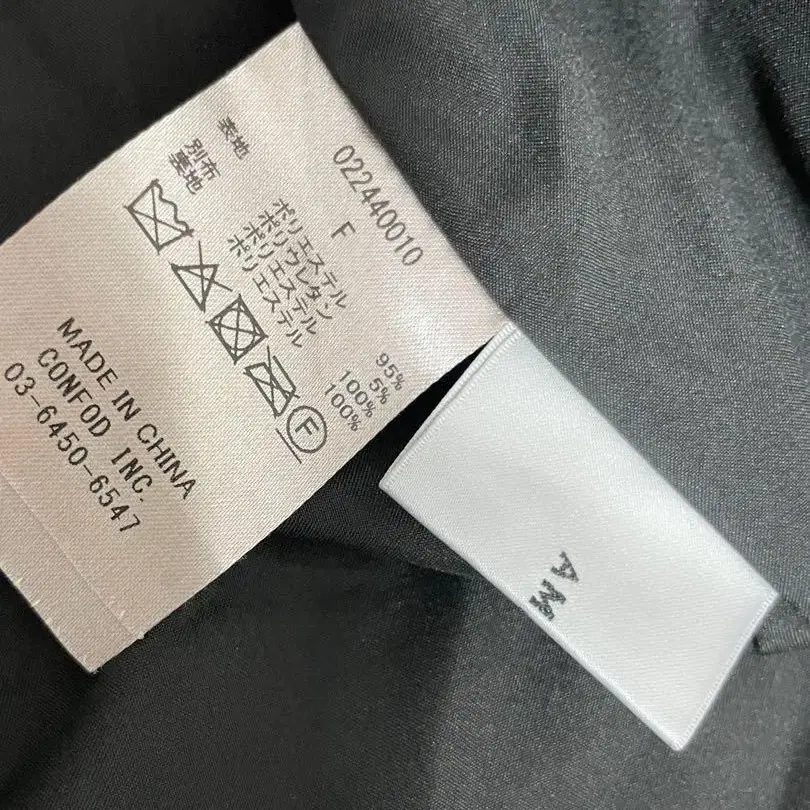 022440010
F
表地 ポリエステル 95%
ポリウレタン 5%
別布 ポリエステル 100%
裏地 ポリエステル 100%
F
MADE IN CHINA
CONFOD INC.
03-6450-6547
AM